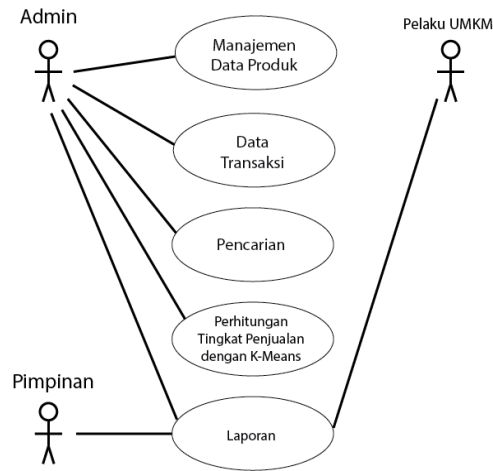 Admin
Pelaku UMKM
Manajemen
Data Produk
Data
Transaksi
Pencarian
Perhitungan
Tingkat Penjualan
dengan K-Means
Pimpinan
Laporan